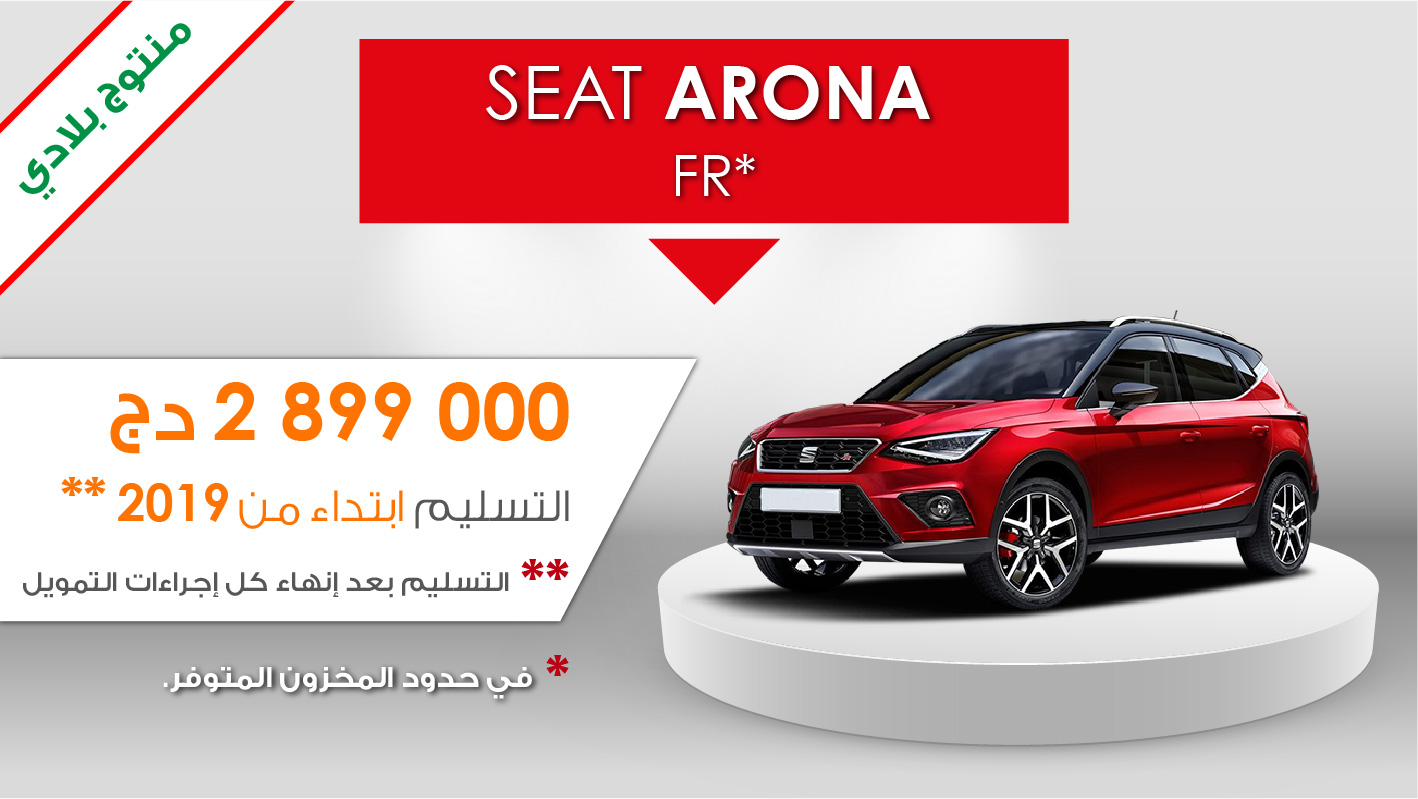 منتوج بلادي
SEAT ARONA
FR*
2 899 000 دج
التسليم ابتداء من 2019 **
** التسليم بعد إنهاء كل إجراءات التمويل
* في حدود المخزون المتوفر.